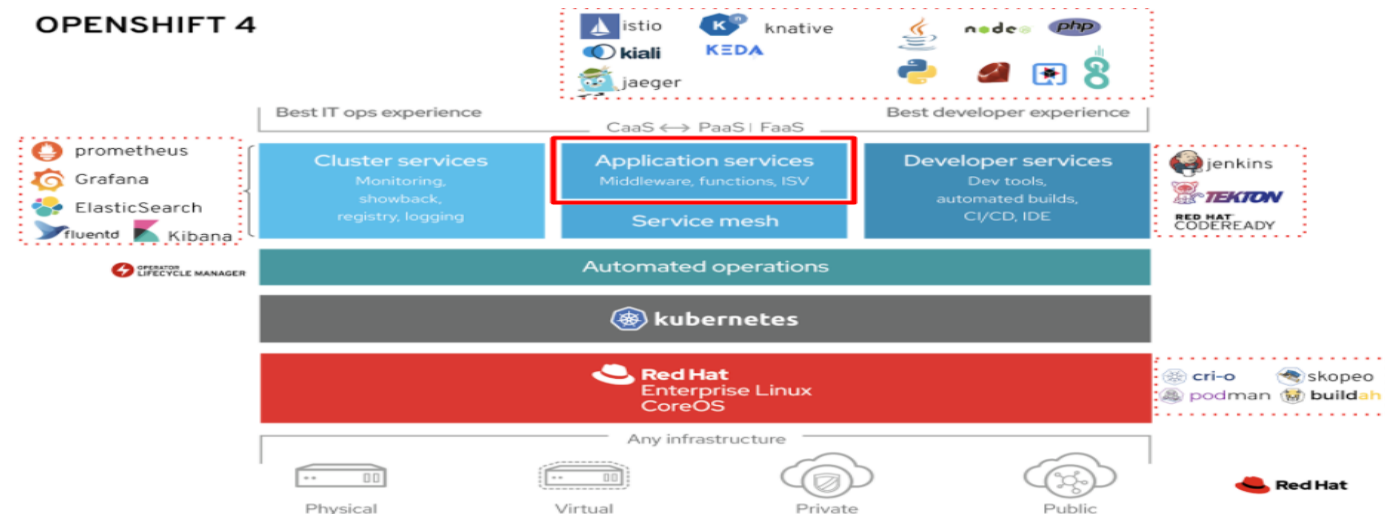 OPENSHIFT 4
istio
K n knative
kiali
KEDA
jaeger
node
php
Best IT ops experience
CaaS ↔ PaaS | FaaS
Best developer experience
prometheus
Grafana
ElasticSearch
fluentd
Kibana
Cluster services
Monitoring,
showback,
registry, logging
Application services
Middleware, functions, ISV
Service mesh
Developer services
Dev tools,
automated builds,
CI/CD, IDE
jenkins
TEKTON
RED HAT
CODEREADY
OPERATOR
LIFECYCLE MANAGER
Automated operations
kubernetes
Red Hat
Enterprise Linux
CoreOS
cri-o
skopeo
podman
buildah
Any infrastructure
Physical
Virtual
Private
Public
Red Hat